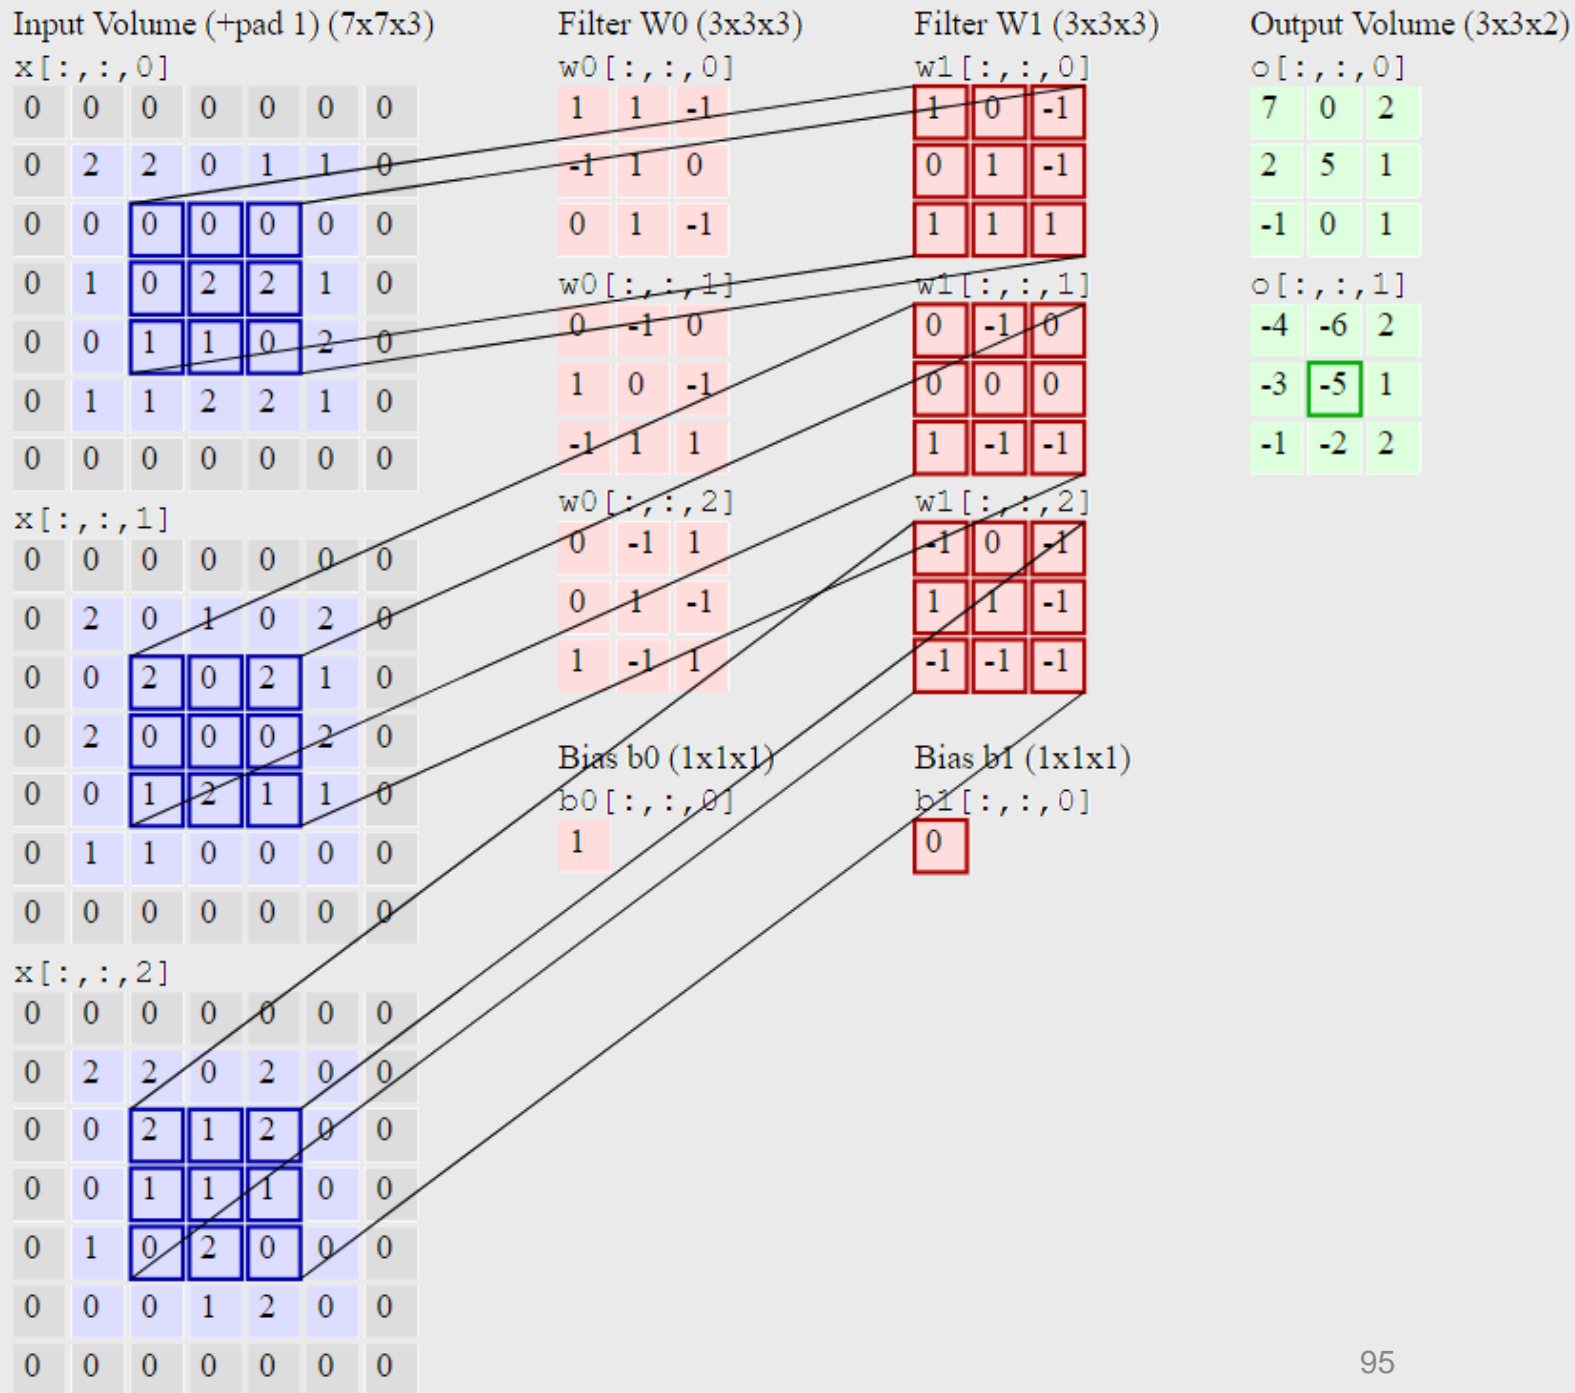 Input Volume (+pad 1) (7x7x3)
x[:,:,0]
0 0 0 0 0 0 0
0 2 2 0 1 1 0
0 0 0 0 0 0 0
0 1 0 2 2 1 0
0 0 1 1 0 2 0
0 1 1 2 2 1 0
0 0 0 0 0 0 0
x[:,:,1]
0 0 0 0 0 0 0
0 2 0 1 0 2 0
0 0 2 0 2 1 0
0 2 0 0 0 2 0
0 0 1 2 1 1 0
0 1 1 0 0 0 0
0 0 0 0 0 0 0
x[:,:,2]
0 0 0 0 0 0 0
0 2 2 0 2 0 0
0 0 2 1 2 0 0
0 0 1 1 1 0 0
0 1 0 2 0 0 0
0 0 0 1 2 0 0
0 0 0 0 0 0 0
Filter W0 (3x3x3)
w0[:,:,0]
1 1 -1
-1 1 0
0 1 -1
w0[:,:,1]
0 -1 0
1 0 -1
-1 1 1
w0[:,:,2]
0 -1 1
0 1 -1
1 -1 1
Bias b0 (1x1x1)
b0[:,:,0]
1
Filter W1 (3x3x3)
w1[:,:,0]
1 0 -1
0 1 -1
1 1 1
w1[:,:,1]
0 -1 0
0 0 0
1 -1 -1
w1[:,:,2]
-1 0 -1
1 1 -1
-1 -1 -1
Bias b1 (1x1x1)
b1[:,:,0]
0
Output Volume (3x3x2)
o[:,:,0]
7 0 2
2 5 1
-1 0 1
o[:,:,1]
-4 -6 2
-3 -5 1
-1 -2 2
95